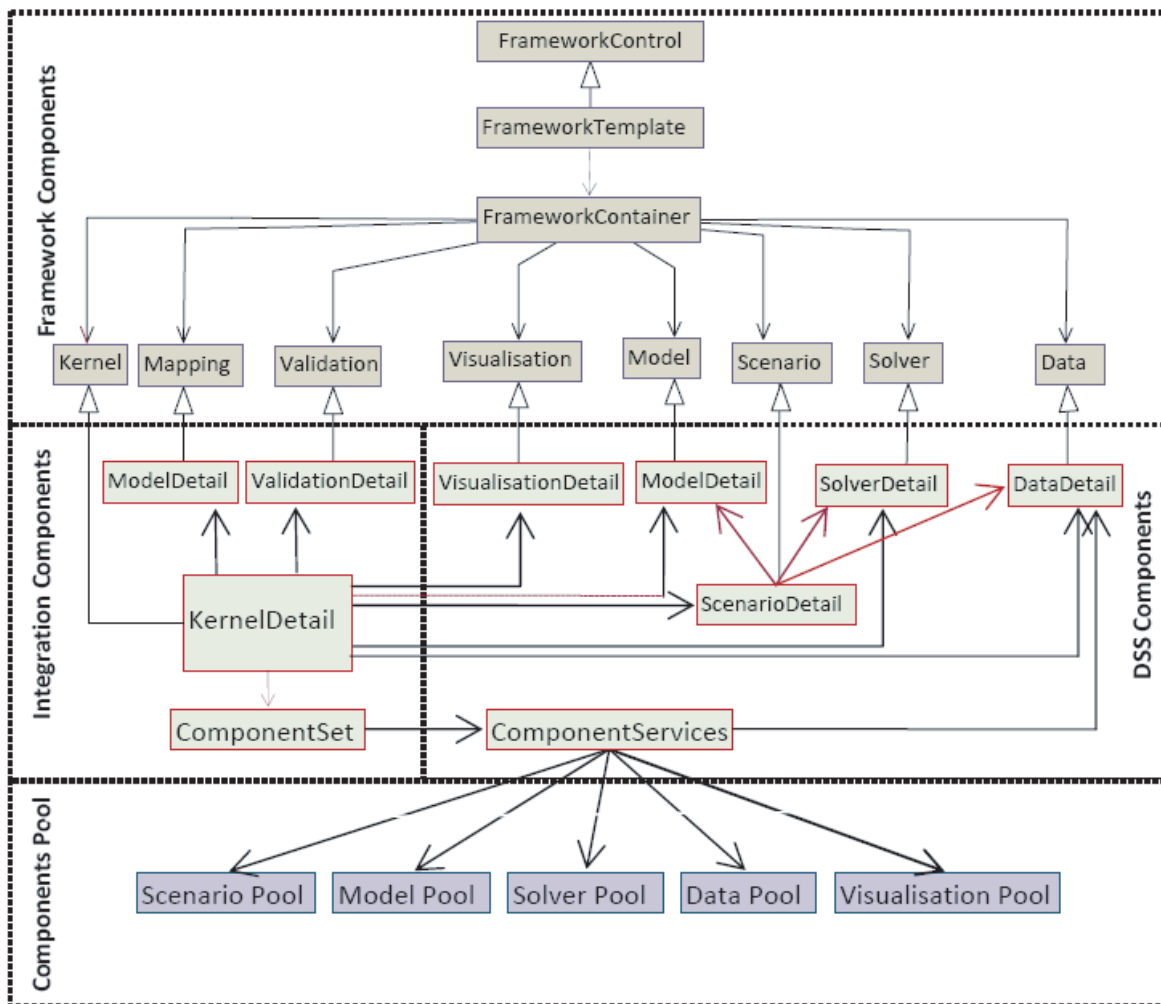 Framework Components
FrameworkControl
FrameworkTemplate
FrameworkContainer
Kernel
Mapping
Validation
Visualisation
Model
Scenario
Solver
Data
Integration Components
ModelDetail
ValidationDetail
VisualisationDetail
ModelDetail
SolverDetail
DataDetail
DSS Components
KernelDetail
ScenarioDetail
ComponentSet
ComponentServices
Components Pool
Scenario Pool
Model Pool
Solver Pool
Data Pool
Visualisation Pool